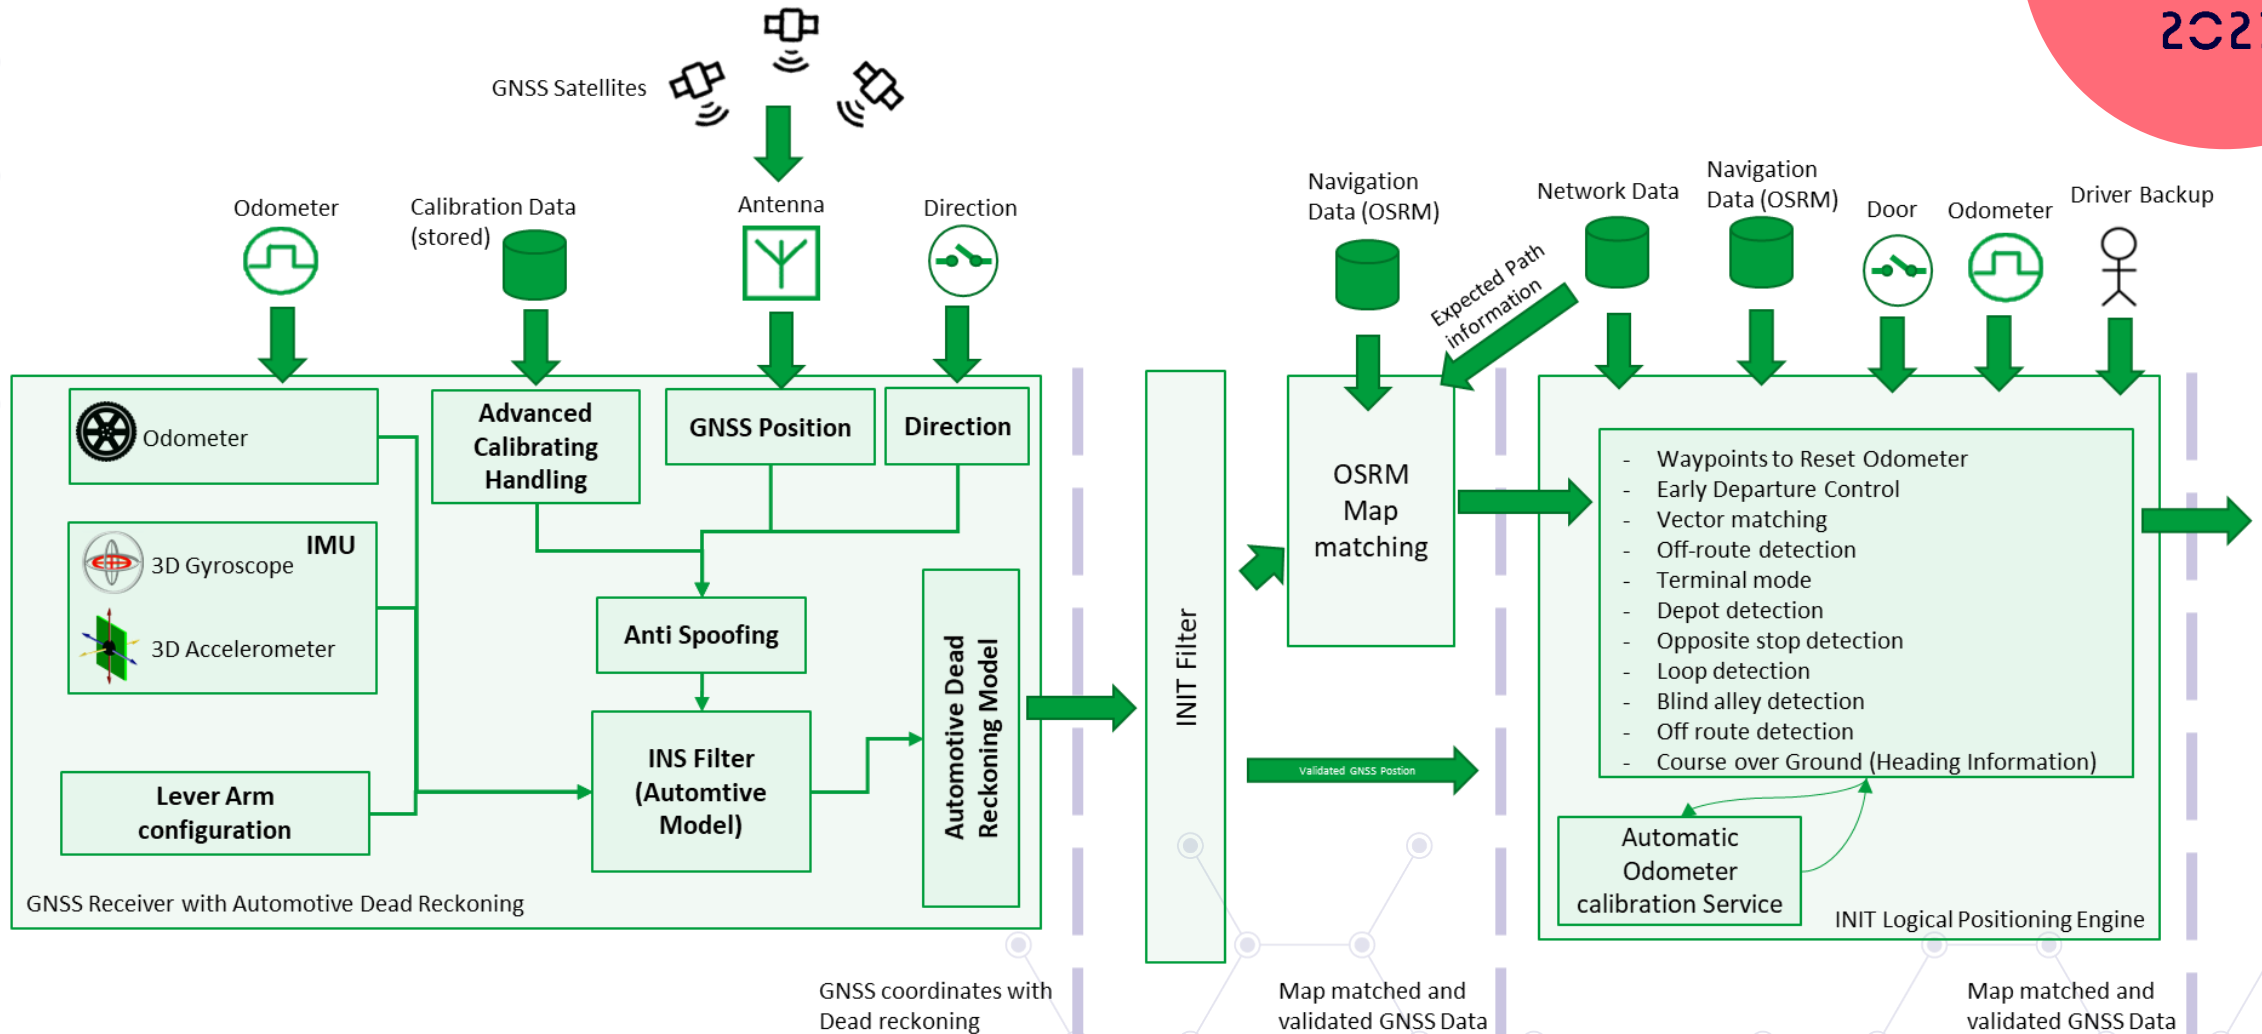 202
GNSS Satellites
Odometer
Calibration Data
(stored)
Antenna
Direction
Navigation
Data (OSRM)
Network Data
Navigation
Data (OSRM)
Door
Odometer
Driver Backup
Expected Path
information
Odometer
IMU
3D Gyroscope
3D Accelerometer
Lever Arm
configuration
Advanced
Calibrating
Handling
GNSS Position
Direction
Anti Spoofing
INS Filter
(Automtive
Model)
Automotive Dead
Reckoning Model
GNSS Receiver with Automotive Dead Reckoning
INIT Filter
OSRM
Map
matching
Validated GNSS Postion
- Waypoints to Reset Odometer
- Early Departure Control
- Vector matching
- Off-route detection
- Terminal mode
- Depot detection
- Opposite stop detection
- Loop detection
- Blind alley detection
- Off route detection
- Course over Ground (Heading Information)
Automatic
Odometer
calibration Service
INIT Logical Positioning Engine
GNSS coordinates with
Dead reckoning
Map matched and
validated GNSS Data
Map matched and
validated GNSS Data